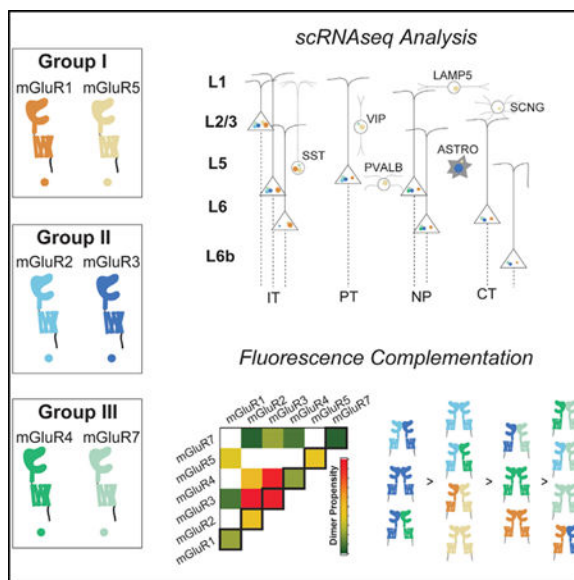 Group I
mGluR1 mGluR5
Group II
mGluR2 mGluR3
Group III
mGluR4 mGluR7
scRNAseq Analysis
L1
L2/3
L5
L6
L6b
LAMP5
SCNG
VIP
ASTRO
SST
PVALB
IT PT NP CT
Fluorescence Complementation
mGluR1
mGluR2
mGluR3
mGluR4
mGluR5
mGluR7
mGluR7
mGluR5
mGluR4
mGluR3
mGluR2
mGluR1
Dimer Propensity
> > >